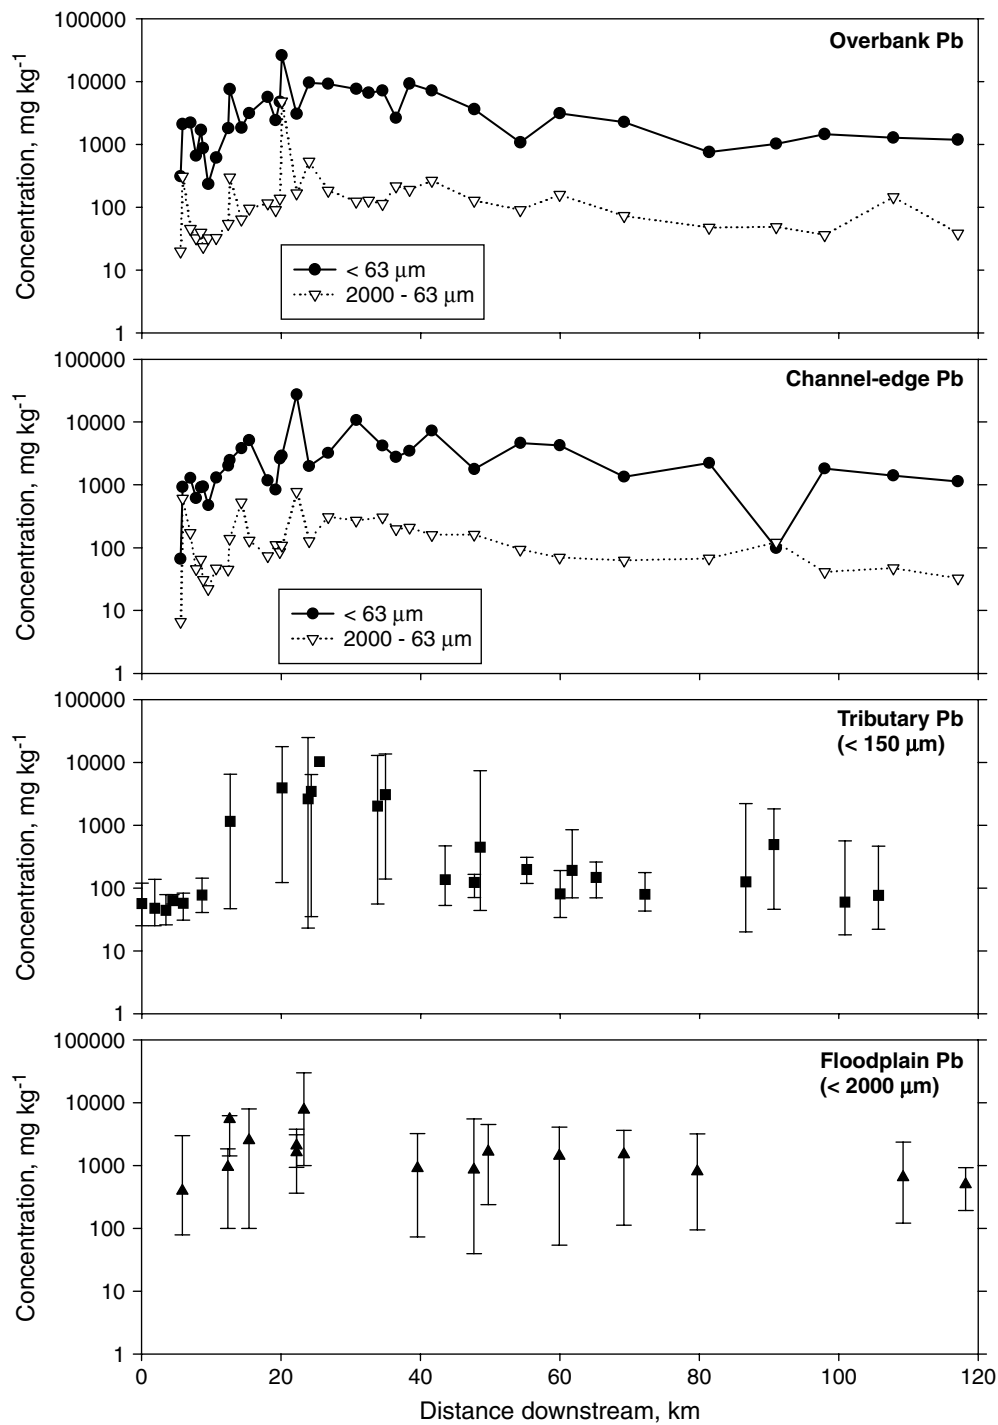 Overbank Pb
Concentration, mg kg-1
100000
10000
1000
100
10
1
< 63 µm
2000 - 63 µm
Channel-edge Pb
Concentration, mg kg-1
100000
10000
1000
100
10
1
< 63 µm
2000 - 63 µm
Tributary Pb
(< 150 µm)
Concentration, mg kg-1
100000
10000
1000
100
10
1
Floodplain Pb
(< 2000 µm)
Concentration, mg kg-1
100000
10000
1000
100
10
1
0 20 40 60 80 100 120
Distance downstream, km